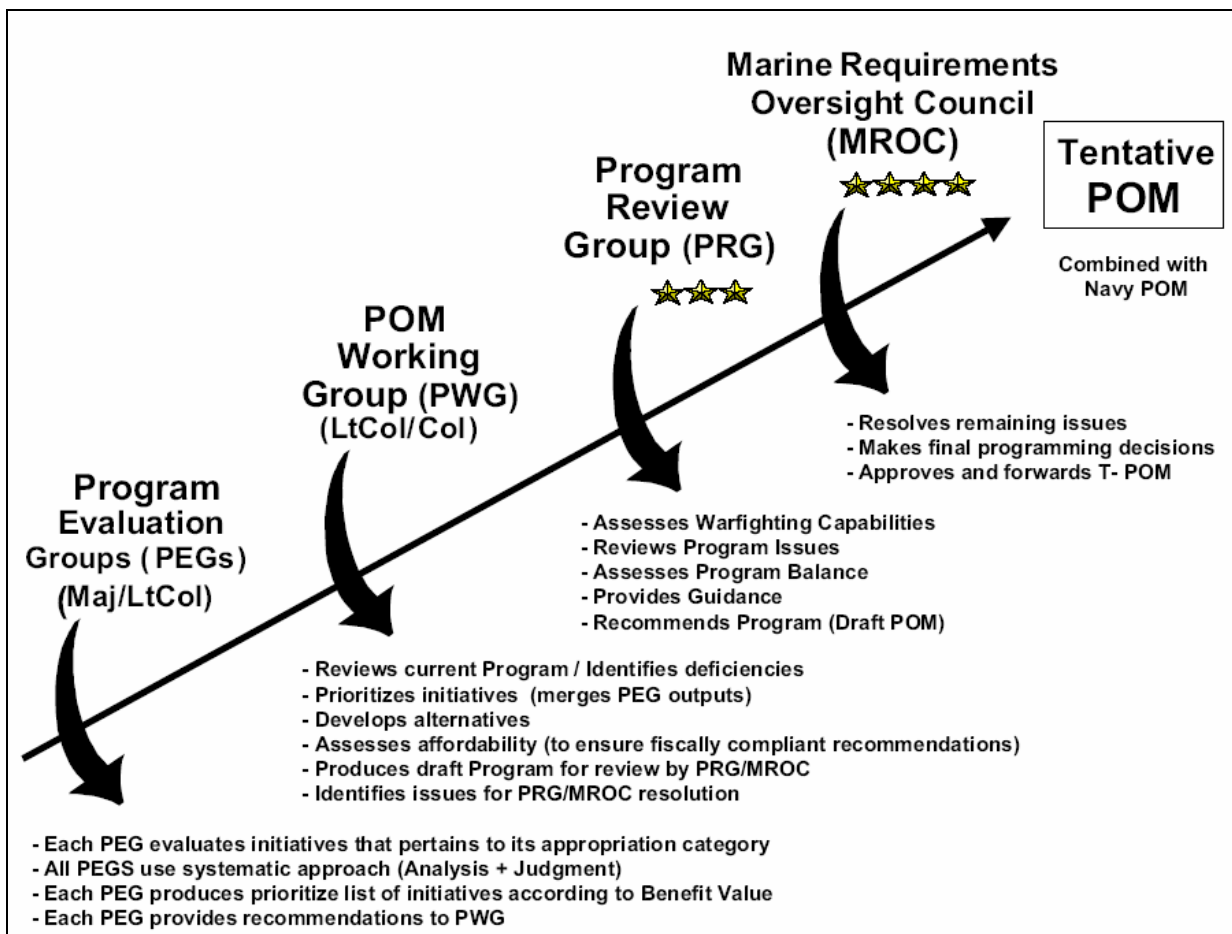 Marine Requirements
Oversight Council
(MROC)
Tentative
POM
Combined with
Navy POM
Program
Review
Group (PRG)
POM
Working
Group (PWG)
(LtCol/Col)
Program
Evaluation
Groups (PEGs)
(Maj/LtCol)
- Resolves remaining issues
- Makes final programming decisions
- Approves and forwards T- POM
- Assesses Warfighting Capabilities
- Reviews Program Issues
- Assesses Program Balance
- Provides Guidance
- Recommends Program (Draft POM)
- Reviews current Program / Identifies deficiencies
- Prioritizes initiatives (merges PEG outputs)
- Develops alternatives
- Assesses affordability (to ensure fiscally compliant recommendations)
- Produces draft Program for review by PRG/MROC
- Identifies issues for PRG/MROC resolution
- Each PEG evaluates initiatives that pertains to its appropriation category
- All PEGS use systematic approach (Analysis + Judgment)
- Each PEG produces prioritize list of initiatives according to Benefit Value
- Each PEG provides recommendations to PWG